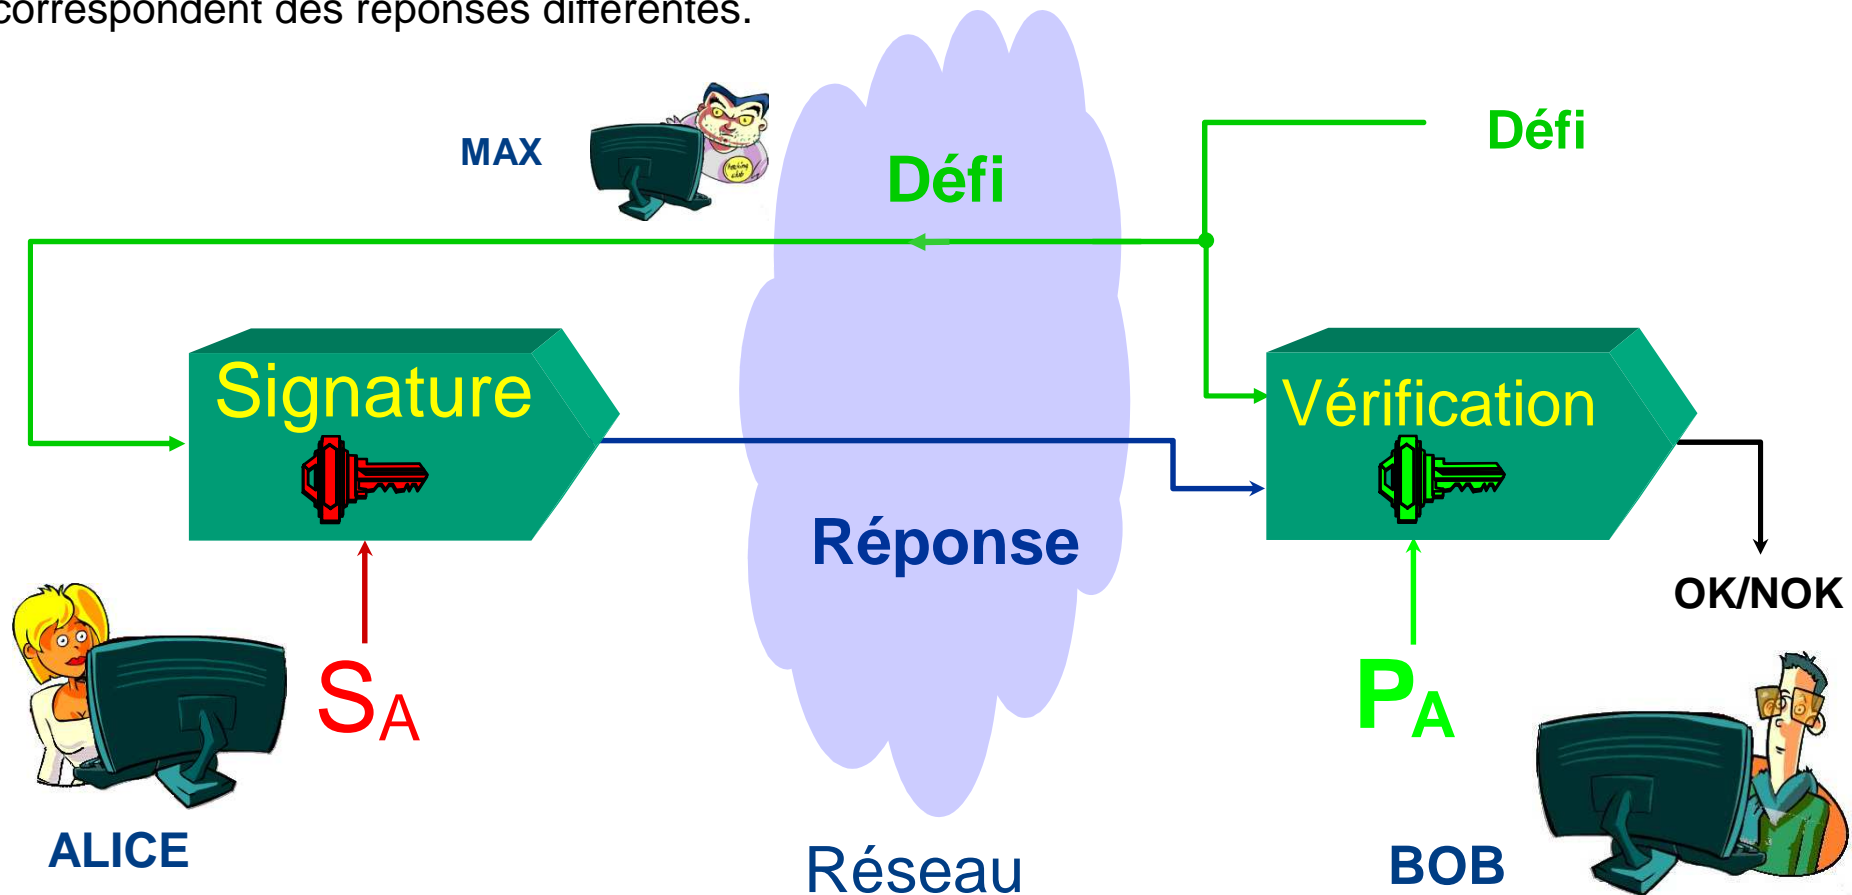 correspondent des réponses différentes.
MAX
Défi
Défi
Signature
Vérification
Réponse
OK/NOK
SA
PA
ALICE
Réseau
BOB